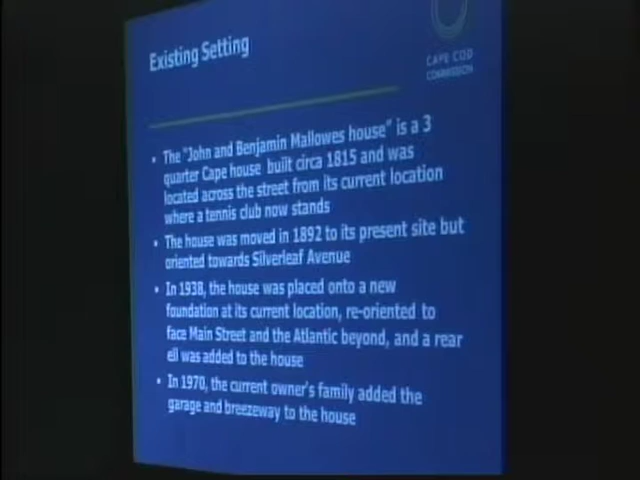 Existing Setting
CAPE COD
COMMISSION
• The "John and Benjamin Mallowes house" is a 3
quarter Cape house built circa 1815 and was
located across the street from its current location
where a tennis club now stands
• The house was moved in 1892 to its present site but
oriented towards Silverleaf Avenue
• In 1938, the house was placed onto a new
foundation at its current location, re-oriented to
face Main Street and the Atlantic beyond, and a rear
ell was added to the house
• In 1970, the current owner's family added the
garage and breezeway to the house